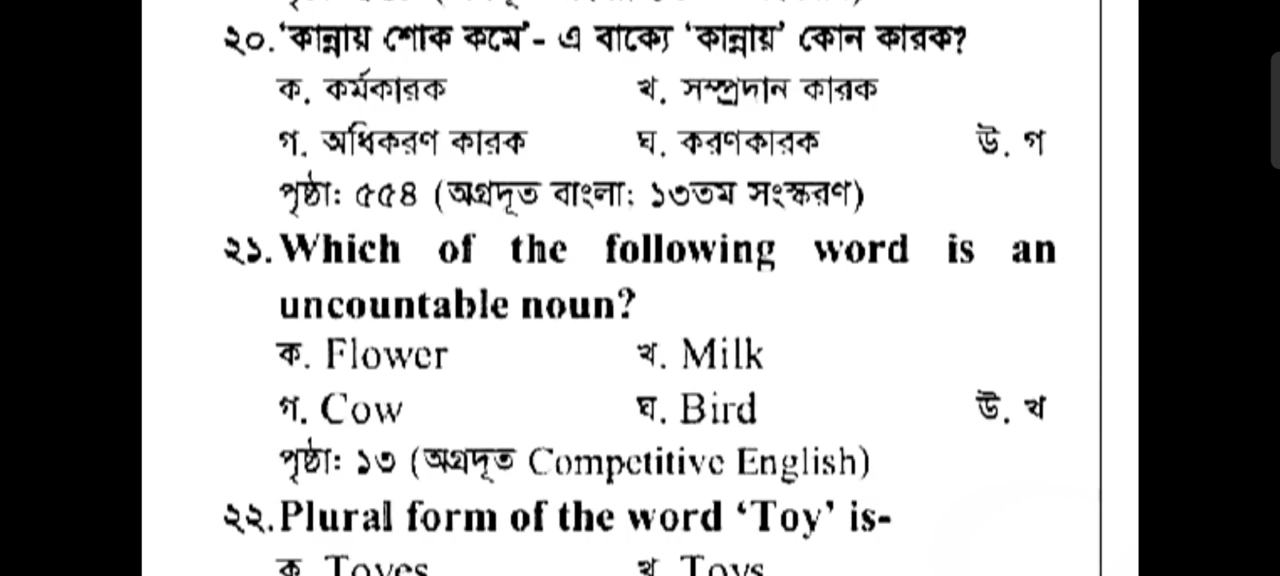 ২০. ‘কান্নায় শোক কমে’- এ বাক্যে ‘কান্নায়’ কোন কারক?
ক. কর্মকারক খ. সম্প্রদান কারক
গ. অধিকরণ কারক ঘ. করণকারক উ. গ
পৃষ্ঠা: ৫৫৪ (অগ্রদূত বাংলা: ১৩তম সংস্করণ)
২১. Which of the following word is an
uncountable noun?
ক. Flower খ. Milk
গ. Cow ঘ. Bird উ. খ
পৃষ্ঠা: ১৩ (অগ্রদূত Competitive English)
২২. Plural form of the word ‘Toy’ is-
ক. Toyes খ. Toys